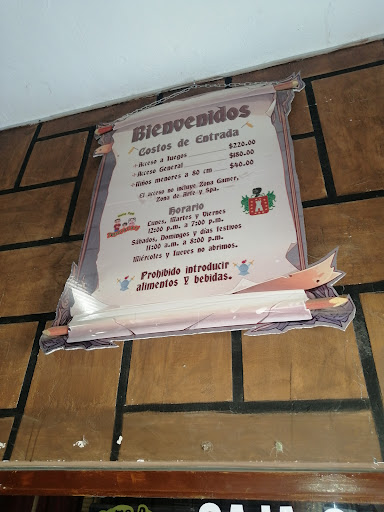 Bienvenidos
Costos de Entrada
• Acceso a Juegos $220.00
• Acceso General $180.00
• Niños menores a 80 cm $40.00
•El acceso no incluye Zona Gamer,
Zona de Arte y Spa.
Horario
Lunes, Martes y Viernes
12:00 p.m. a 7:00 p.m.
Sábados, Domingos y días festivos
11:00 a.m. a 8:00 p.m.
Miércoles y Jueves no abrimos.
Prohibido introducir
alimentos y bebidas.
CAJA